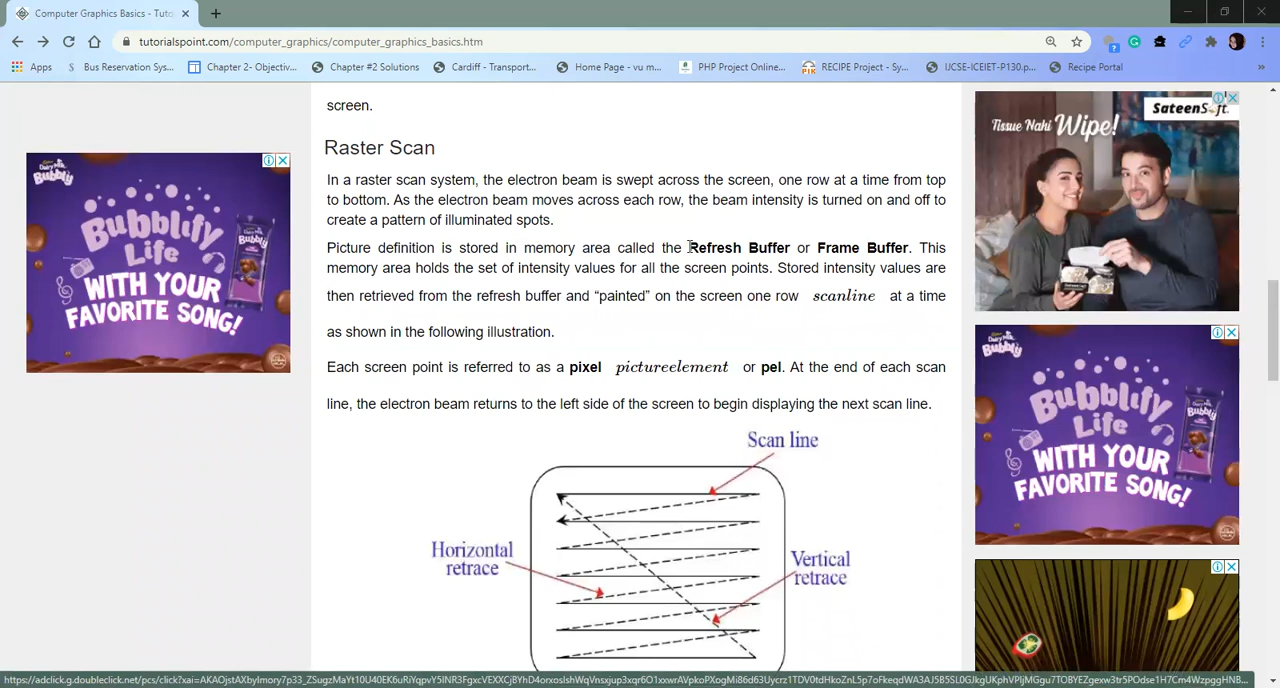 Computer Graphics Basics - Tuto
tutorialspoint.com/computer_graphics/computer_graphics_basics.htm
Apps
Bus Reservation Sys...
Chapter 2- Objectiv...
Chapter #2 Solutions
Cardiff - Transport...
Home Page - vu m...
PHP Project Online...
RECIPE Project - Sy...
IJCSE-ICEIET-P130.p...
Recipe Portal
screen.
Raster Scan
In a raster scan system, the electron beam is swept across the screen, one row at a time from top
to bottom. As the electron beam moves across each row, the beam intensity is turned on and off to
create a pattern of illuminated spots.
Picture definition is stored in memory area called the Refresh Buffer or Frame Buffer. This
memory area holds the set of intensity values for all the screen points. Stored intensity values are
then retrieved from the refresh buffer and “painted” on the screen one row scanline at a time
as shown in the following illustration.
Each screen point is referred to as a pixel pictureelement or pel. At the end of each scan
line, the electron beam returns to the left side of the screen to begin displaying the next scan line.
Scan line
Horizontal
retrace
Vertical
retrace
Dairy Milk
Bubbly
Bubblify
Life
WITH YOUR
FAVORITE SONG!
Tissue Nahi Wipe!
SateenSoft
Bubbly
Bubblify
Life
WITH YOUR
FAVORITE SONG!